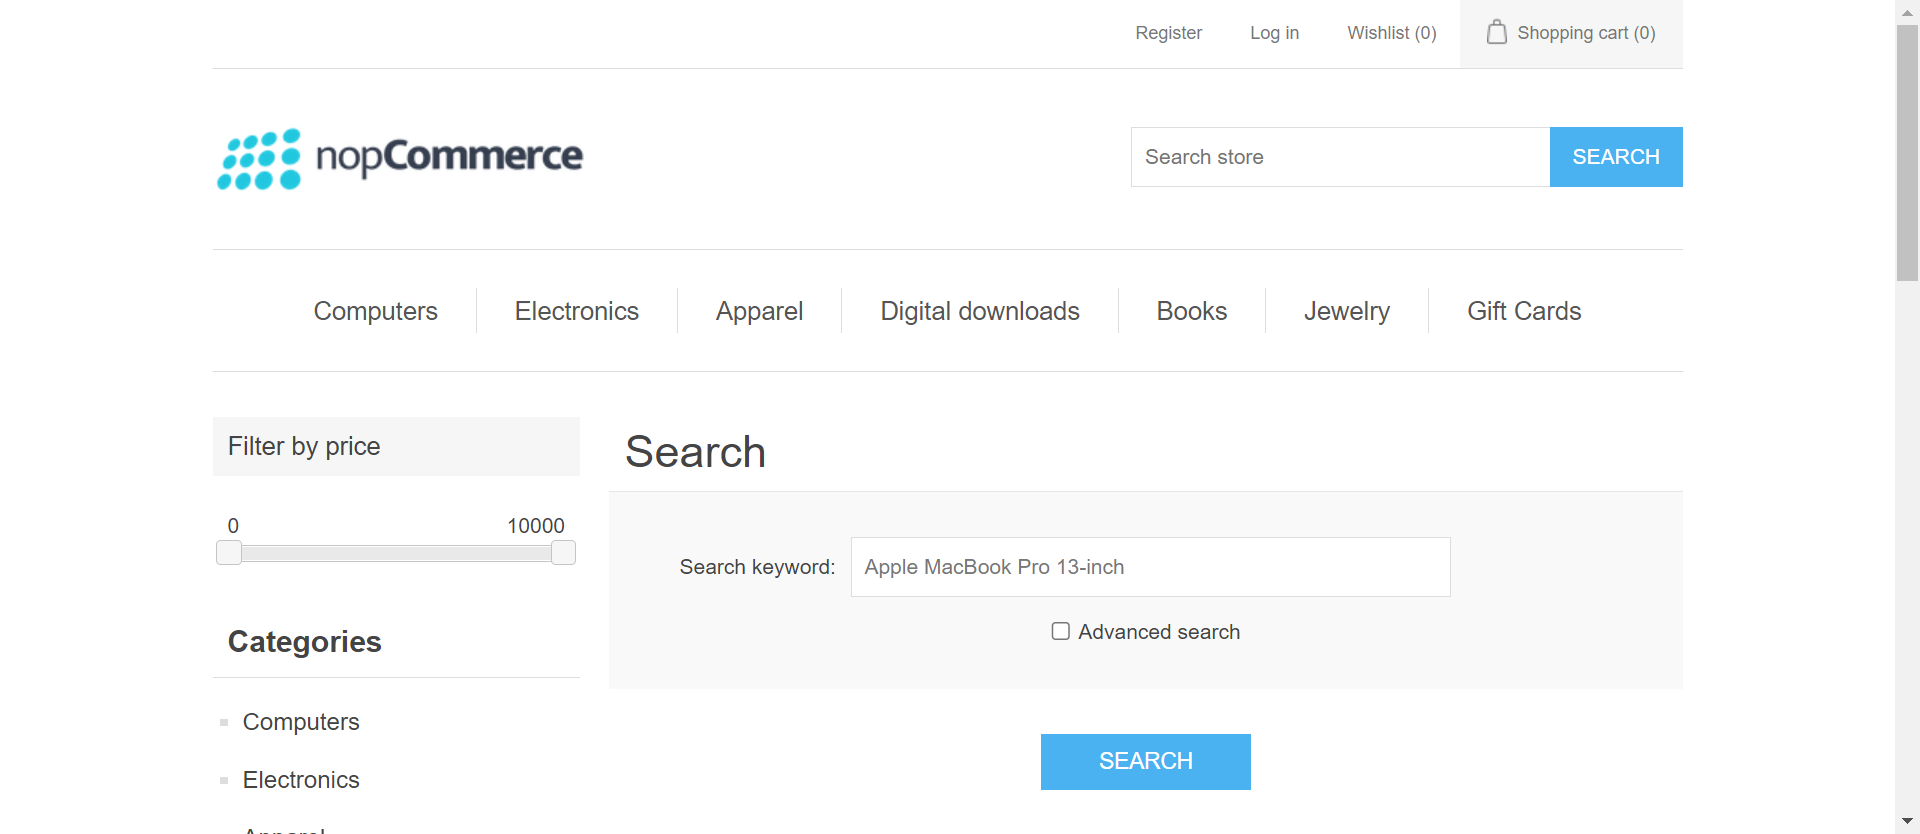 Register Log in Wishlist (0) Shopping cart (0)
nopCommerce
Search store SEARCH
Computers Electronics Apparel Digital downloads Books Jewelry Gift Cards
Filter by price
0 10000
Categories
Computers
Electronics
Apparel
Search
Search keyword: Apple MacBook Pro 13-inch
Advanced search
SEARCH